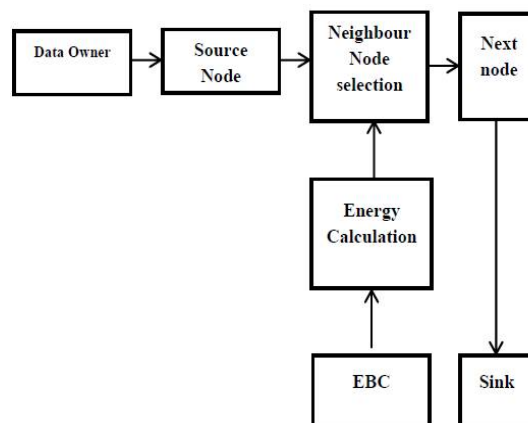 Data Owner
Source
Node
Neighbour
Node
selection
Next
node
Energy
Calculation
EBC
Sink